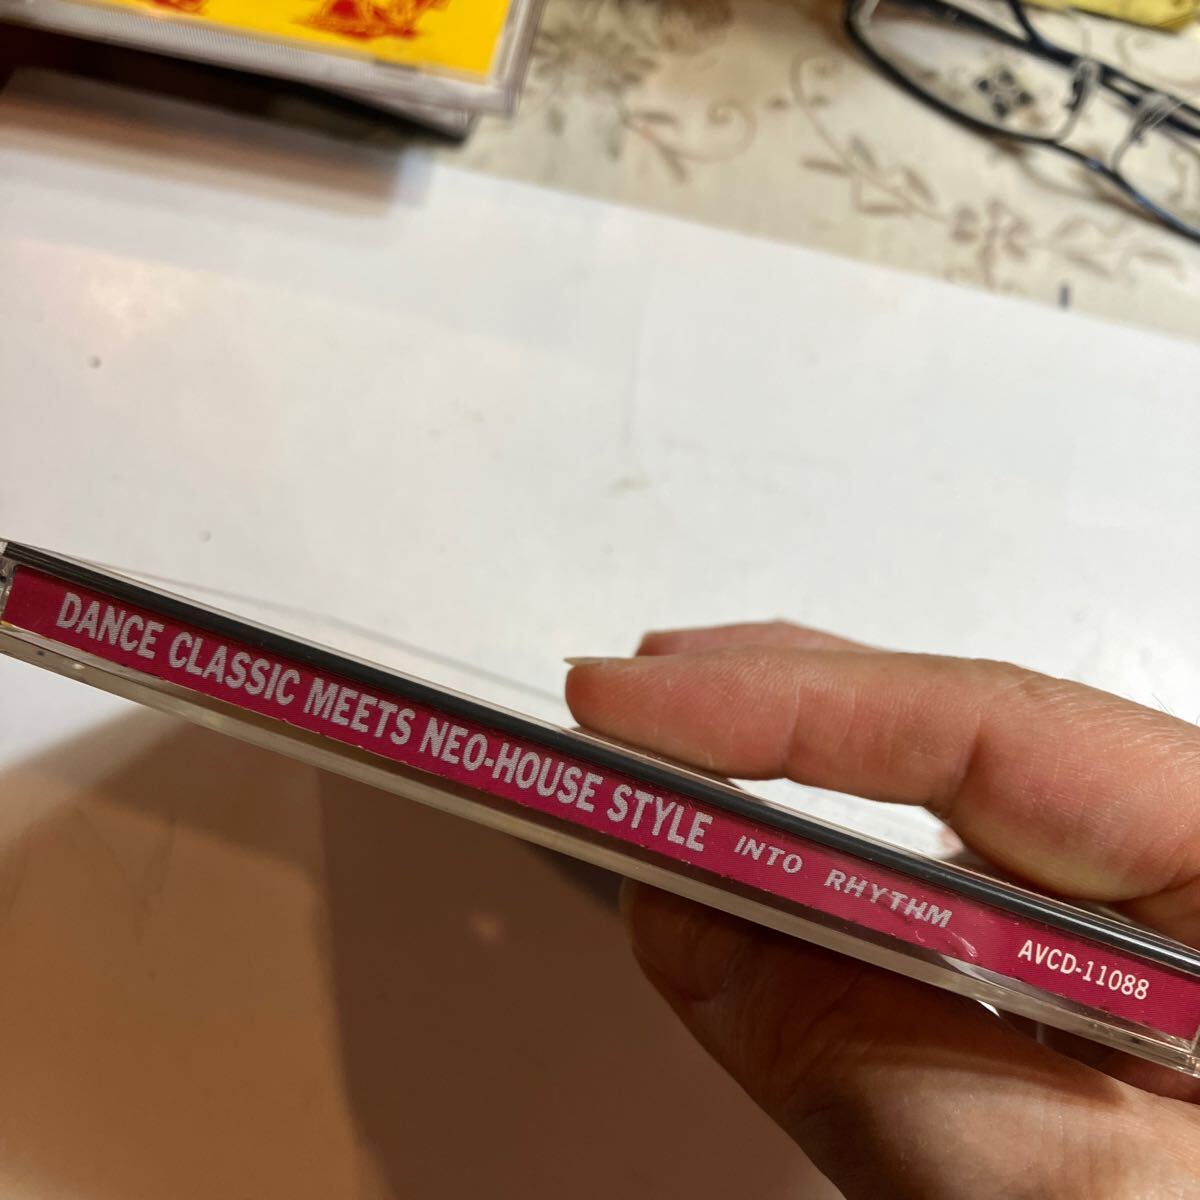 DANCE CLASSIC MEETS NEO-HOUSE STYLE INTO RHYTHM AVCD-11088